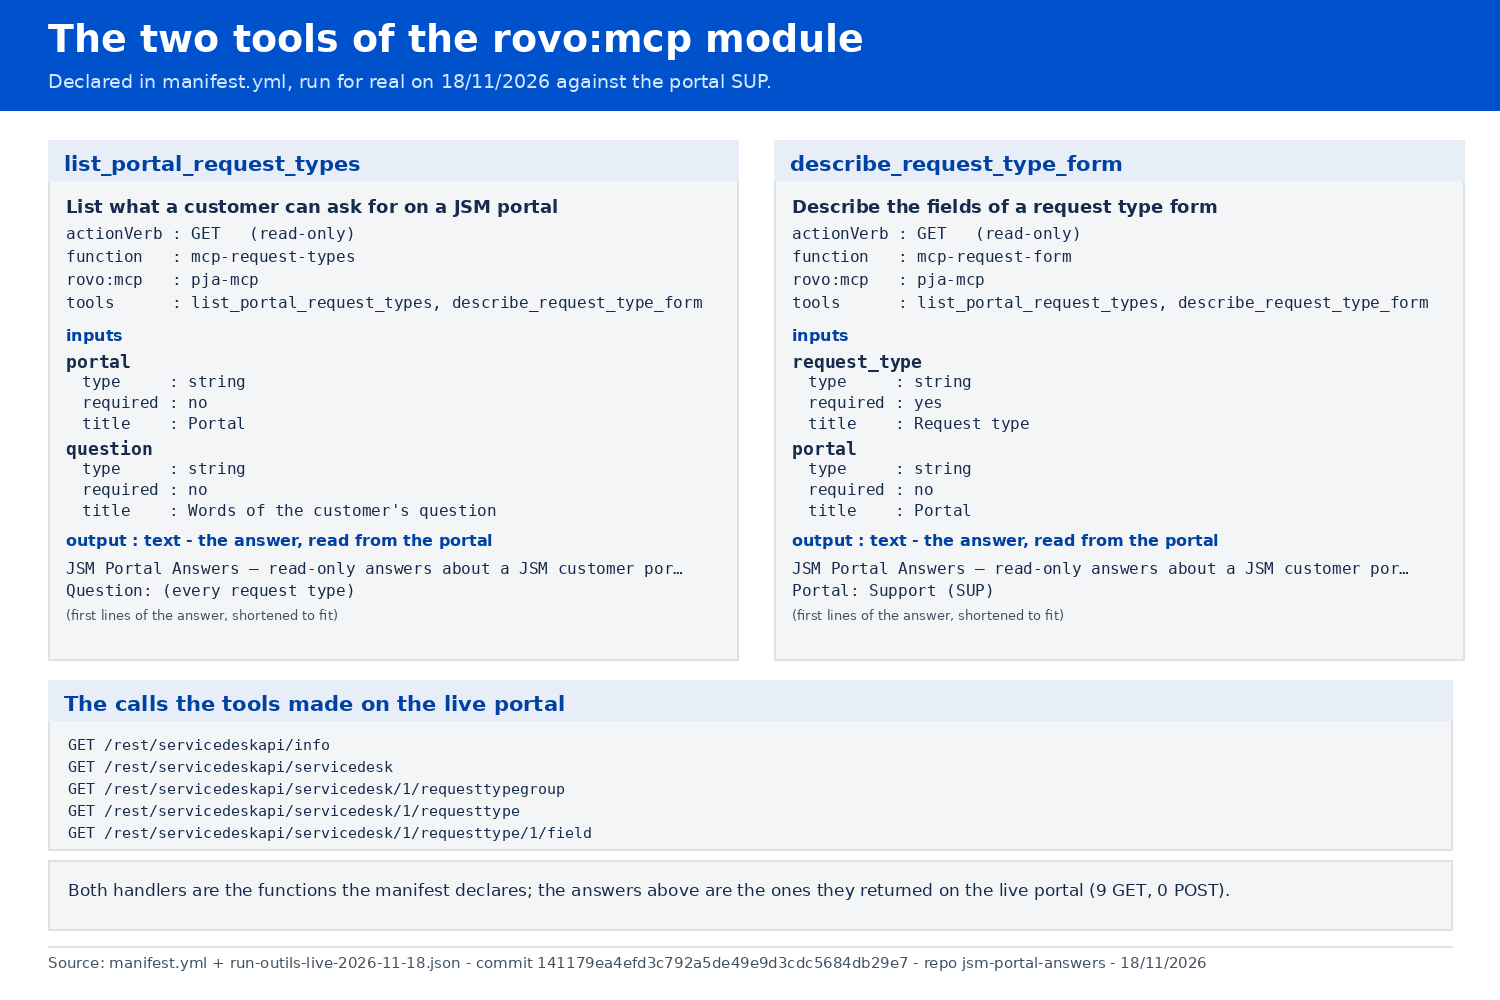 The two tools of the rovo:mcp module
Declared in manifest.yml, run for real on 18/11/2026 against the portal SUP.
list_portal_request_types
List what a customer can ask for on a JSM portal
actionVerb : GET   (read-only)
function   : mcp-request-types
rovo:mcp   : pja-mcp
tools      : list_portal_request_types, describe_request_type_form
inputs
portal
type     : string
required : no
title    : Portal
question
type     : string
required : no
title    : Words of the customer's question
output : text - the answer, read from the portal
JSM Portal Answers — read-only answers about a JSM customer por…
Question: (every request type)
(first lines of the answer, shortened to fit)
describe_request_type_form
Describe the fields of a request type form
actionVerb : GET   (read-only)
function   : mcp-request-form
rovo:mcp   : pja-mcp
tools      : list_portal_request_types, describe_request_type_form
inputs
request_type
type     : string
required : yes
title    : Request type
portal
type     : string
required : no
title    : Portal
output : text - the answer, read from the portal
JSM Portal Answers — read-only answers about a JSM customer por…
Portal: Support (SUP)
(first lines of the answer, shortened to fit)
The calls the tools made on the live portal
GET /rest/servicedeskapi/info
GET /rest/servicedeskapi/servicedesk
GET /rest/servicedeskapi/servicedesk/1/requesttypegroup
GET /rest/servicedeskapi/servicedesk/1/requesttype
GET /rest/servicedeskapi/servicedesk/1/requesttype/1/field
Both handlers are the functions the manifest declares; the answers above are the ones they returned on the live portal (9 GET, 0 POST).
Source: manifest.yml + run-outils-live-2026-11-18.json - commit 141179ea4efd3c792a5de49e9d3cdc5684db29e7 - repo jsm-portal-answers - 18/11/2026